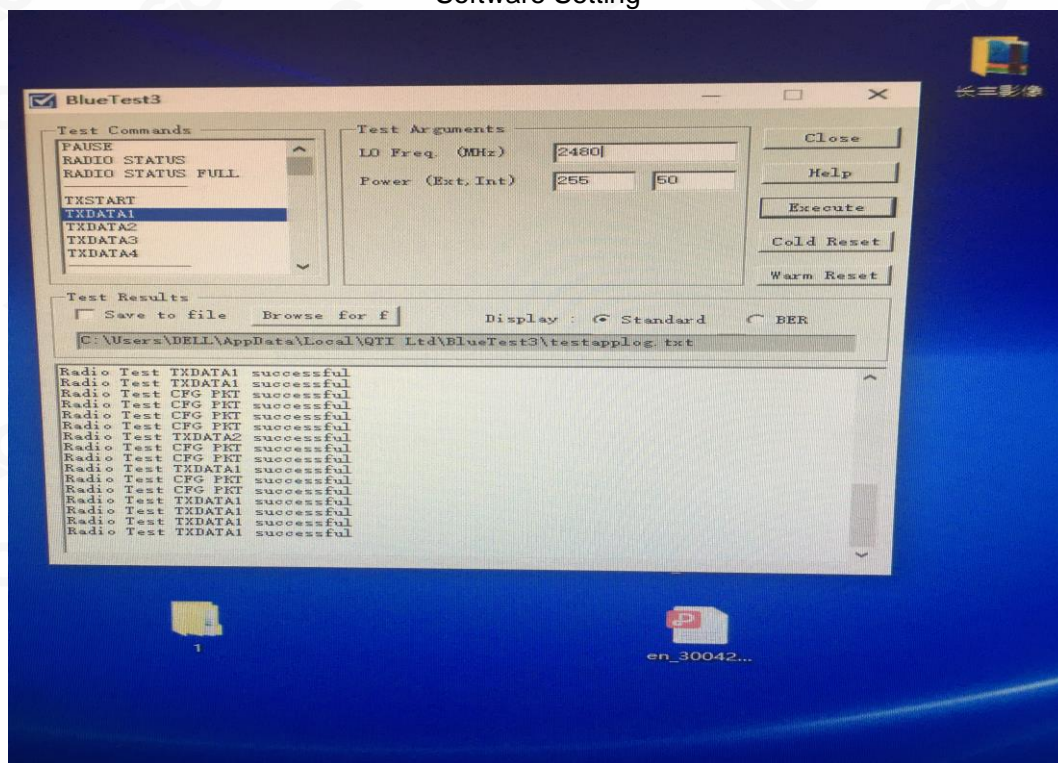 Software Setting
长丰影像
BlueTest3
Test Commands
PAUSE
RADIO STATUS
RADIO STATUS FULL
TXSTART
TXDATA1
TXDATA2
TXDATA3
TXDATA4
Test Arguments
LO Freq. (MHz) 2480
Power (Ext, Int) 255 50
Close
Help
Execute
Cold Reset
Warm Reset
Test Results
Save to file Browse for f Display : Standard BER
C:\Users\DELL\AppData\Local\QTI Ltd\BlueTest3\testapplog.txt
Radio Test TXDATA1 successful
Radio Test TXDATA1 successful
Radio Test CFG PKT successful
Radio Test CFG PKT successful
Radio Test CFG PKT successful
Radio Test CFG PKT successful
Radio Test TXDATA2 successful
Radio Test CFG PKT successful
Radio Test CFG PKT successful
Radio Test TXDATA1 successful
Radio Test CFG PKT successful
Radio Test CFG PKT successful
Radio Test TXDATA1 successful
Radio Test TXDATA1 successful
Radio Test TXDATA1 successful
Radio Test TXDATA1 successful
1
en_30042...